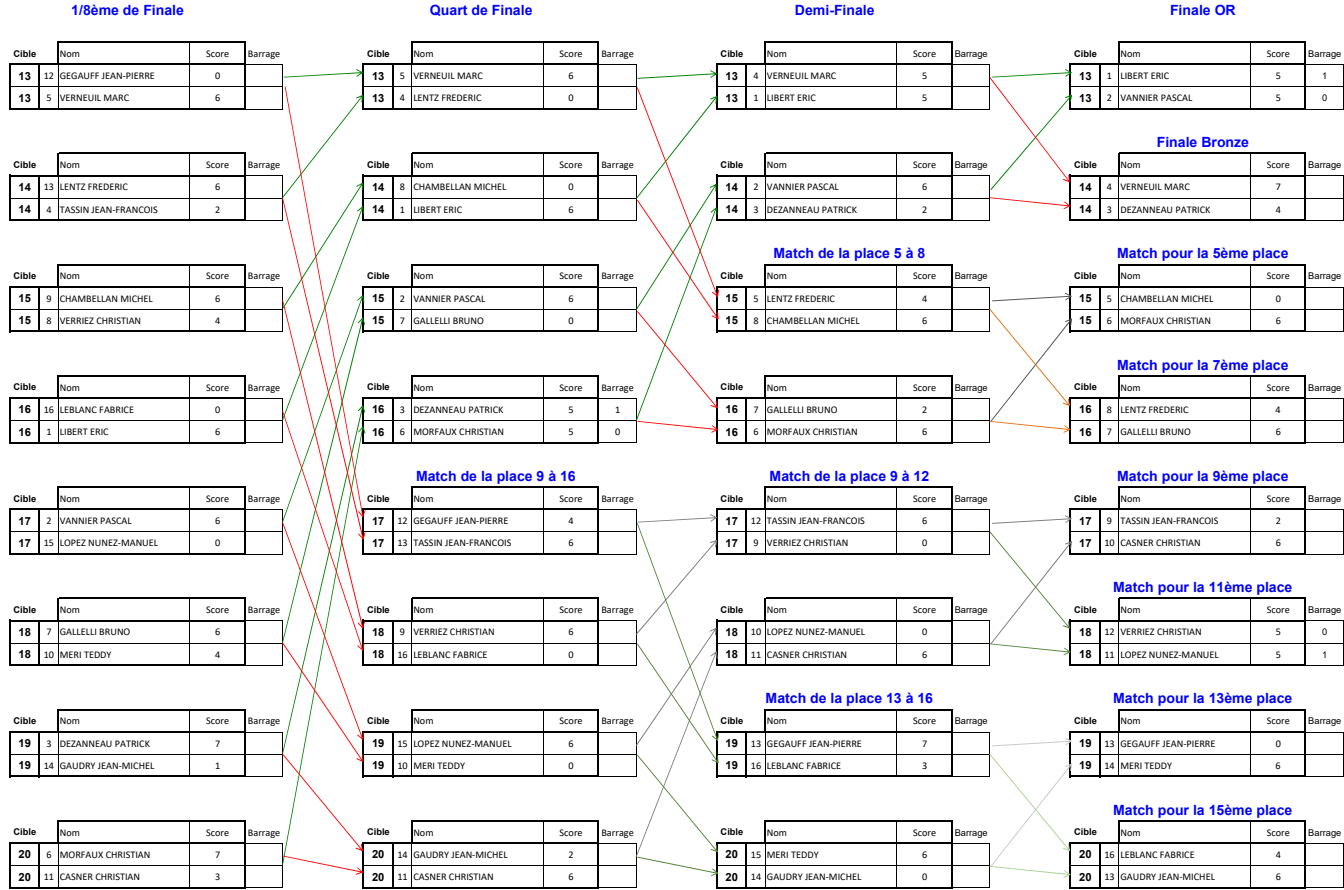 1/8ème de Finale Quart de Finale Demi-Finale Finale OR
Cible Nom Score Barrage Cible Nom Score Barrage Cible Nom Score Barrage Cible Nom Score Barrage
13 12 GEGAUFF JEAN-PIERRE 0 13 5 VERNEUIL MARC 6 13 4 VERNEUIL MARC 5 13 1 LIBERT ERIC 5 1
13 5 VERNEUIL MARC 6 13 4 LENTZ FREDERIC 0 13 1 LIBERT ERIC 5 13 2 VANNIER PASCAL 5 0
Finale Bronze
Cible Nom Score Barrage Cible Nom Score Barrage Cible Nom Score Barrage Cible Nom Score Barrage
14 13 LENTZ FREDERIC 6 14 8 CHAMBELLAN MICHEL 0 14 2 VANNIER PASCAL 6 14 4 VERNEUIL MARC 7
14 4 TASSIN JEAN-FRANCOIS 2 14 1 LIBERT ERIC 6 14 3 DEZANNEAU PATRICK 2 14 3 DEZANNEAU PATRICK 4
Match de la place 5 à 8 Match pour la 5ème place
Cible Nom Score Barrage Cible Nom Score Barrage Cible Nom Score Barrage Cible Nom Score Barrage
15 9 CHAMBELLAN MICHEL 6 15 2 VANNIER PASCAL 6 15 5 LENTZ FREDERIC 4 15 5 CHAMBELLAN MICHEL 0
15 8 VERRIEZ CHRISTIAN 4 15 7 GALLELLI BRUNO 0 15 8 CHAMBELLAN MICHEL 6 15 6 MORFAUX CHRISTIAN 6
Match pour la 7ème place
Cible Nom Score Barrage Cible Nom Score Barrage Cible Nom Score Barrage Cible Nom Score Barrage
16 16 LEBLANC FABRICE 0 16 3 DEZANNEAU PATRICK 5 1 16 7 GALLELLI BRUNO 2 16 8 LENTZ FREDERIC 4
16 1 LIBERT ERIC 6 16 6 MORFAUX CHRISTIAN 5 0 16 6 MORFAUX CHRISTIAN 6 16 7 GALLELLI BRUNO 6
Match de la place 9 à 16 Match de la place 9 à 12 Match pour la 9ème place
Cible Nom Score Barrage Cible Nom Score Barrage Cible Nom Score Barrage Cible Nom Score Barrage
17 2 VANNIER PASCAL 6 17 12 GEGAUFF JEAN-PIERRE 4 17 12 TASSIN JEAN-FRANCOIS 6 17 9 TASSIN JEAN-FRANCOIS 2
17 15 LOPEZ NUNEZ-MANUEL 0 17 13 TASSIN JEAN-FRANCOIS 6 17 9 VERRIEZ CHRISTIAN 0 17 10 CASNER CHRISTIAN 6
Match pour la 11ème place
Cible Nom Score Barrage Cible Nom Score Barrage Cible Nom Score Barrage Cible Nom Score Barrage
18 7 GALLELLI BRUNO 6 18 9 VERRIEZ CHRISTIAN 6 18 10 LOPEZ NUNEZ-MANUEL 0 18 12 VERRIEZ CHRISTIAN 5 0
18 10 MERI TEDDY 4 18 16 LEBLANC FABRICE 0 18 11 CASNER CHRISTIAN 6 18 11 LOPEZ NUNEZ-MANUEL 5 1
Match de la place 13 à 16 Match pour la 13ème place
Cible Nom Score Barrage Cible Nom Score Barrage Cible Nom Score Barrage Cible Nom Score Barrage
19 3 DEZANNEAU PATRICK 7 19 15 LOPEZ NUNEZ-MANUEL 6 19 13 GEGAUFF JEAN-PIERRE 7 19 13 GEGAUFF JEAN-PIERRE 0
19 14 GAUDRY JEAN-MICHEL 1 19 10 MERI TEDDY 0 19 16 LEBLANC FABRICE 3 19 14 MERI TEDDY 6
Match pour la 15ème place
Cible Nom Score Barrage Cible Nom Score Barrage Cible Nom Score Barrage Cible Nom Score Barrage
20 6 MORFAUX CHRISTIAN 7 20 14 GAUDRY JEAN-MICHEL 2 20 15 MERI TEDDY 6 20 16 LEBLANC FABRICE 4
20 11 CASNER CHRISTIAN 3 20 11 CASNER CHRISTIAN 6 20 14 GAUDRY JEAN-MICHEL 0 20 13 GAUDRY JEAN-MICHEL 6